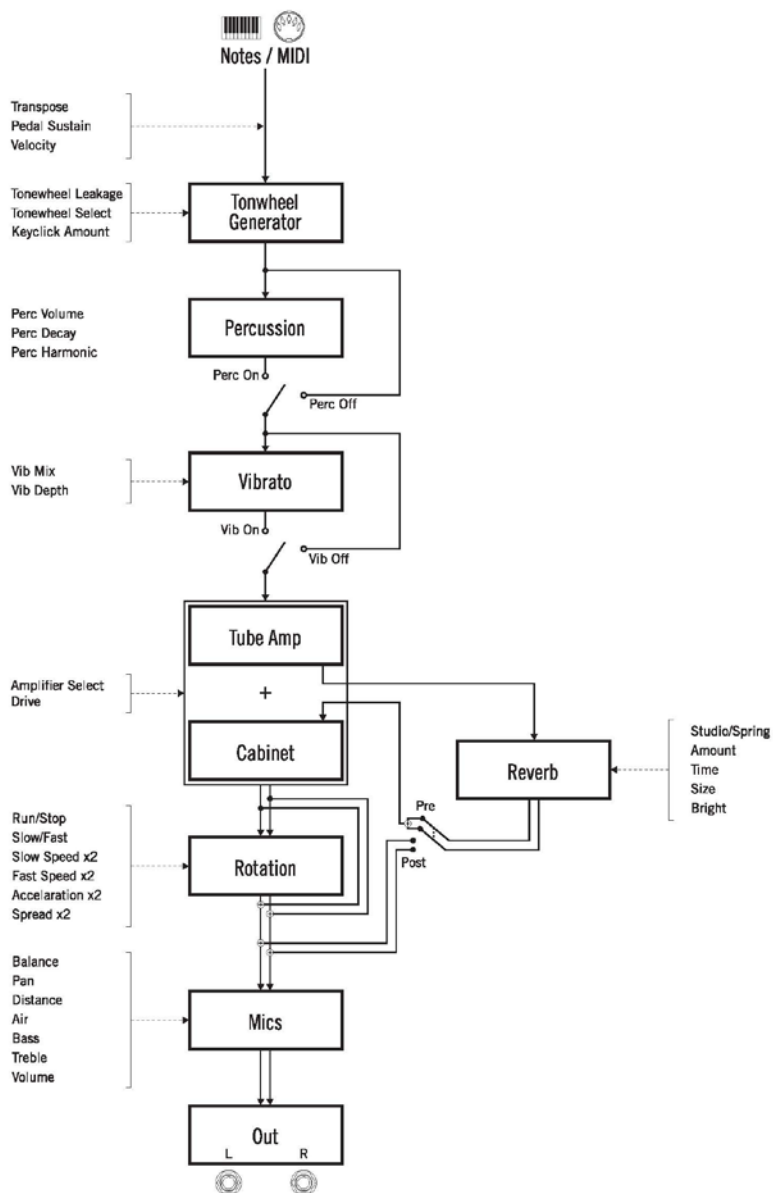 Notes / MIDI
Transpose
Pedal Sustain
Velocity
Tonewheel Leakage
Tonewheel Select
Keyclick Amount
Tonwheel
Generator
Perc Volume
Perc Decay
Perc Harmonic
Percussion
Perc On
Perc Off
Vib Mix
Vib Depth
Vibrato
Vib On
Vib Off
Tube Amp
+
Amplifier Select
Drive
Cabinet
Reverb
Studio/Spring
Amount
Time
Size
Bright
Pre
Post
Run/Stop
Slow/Fast
Slow Speed x2
Fast Speed x2
Accelaration x2
Spread x2
Rotation
Balance
Pan
Distance
Air
Bass
Treble
Volume
Mics
Out
L R